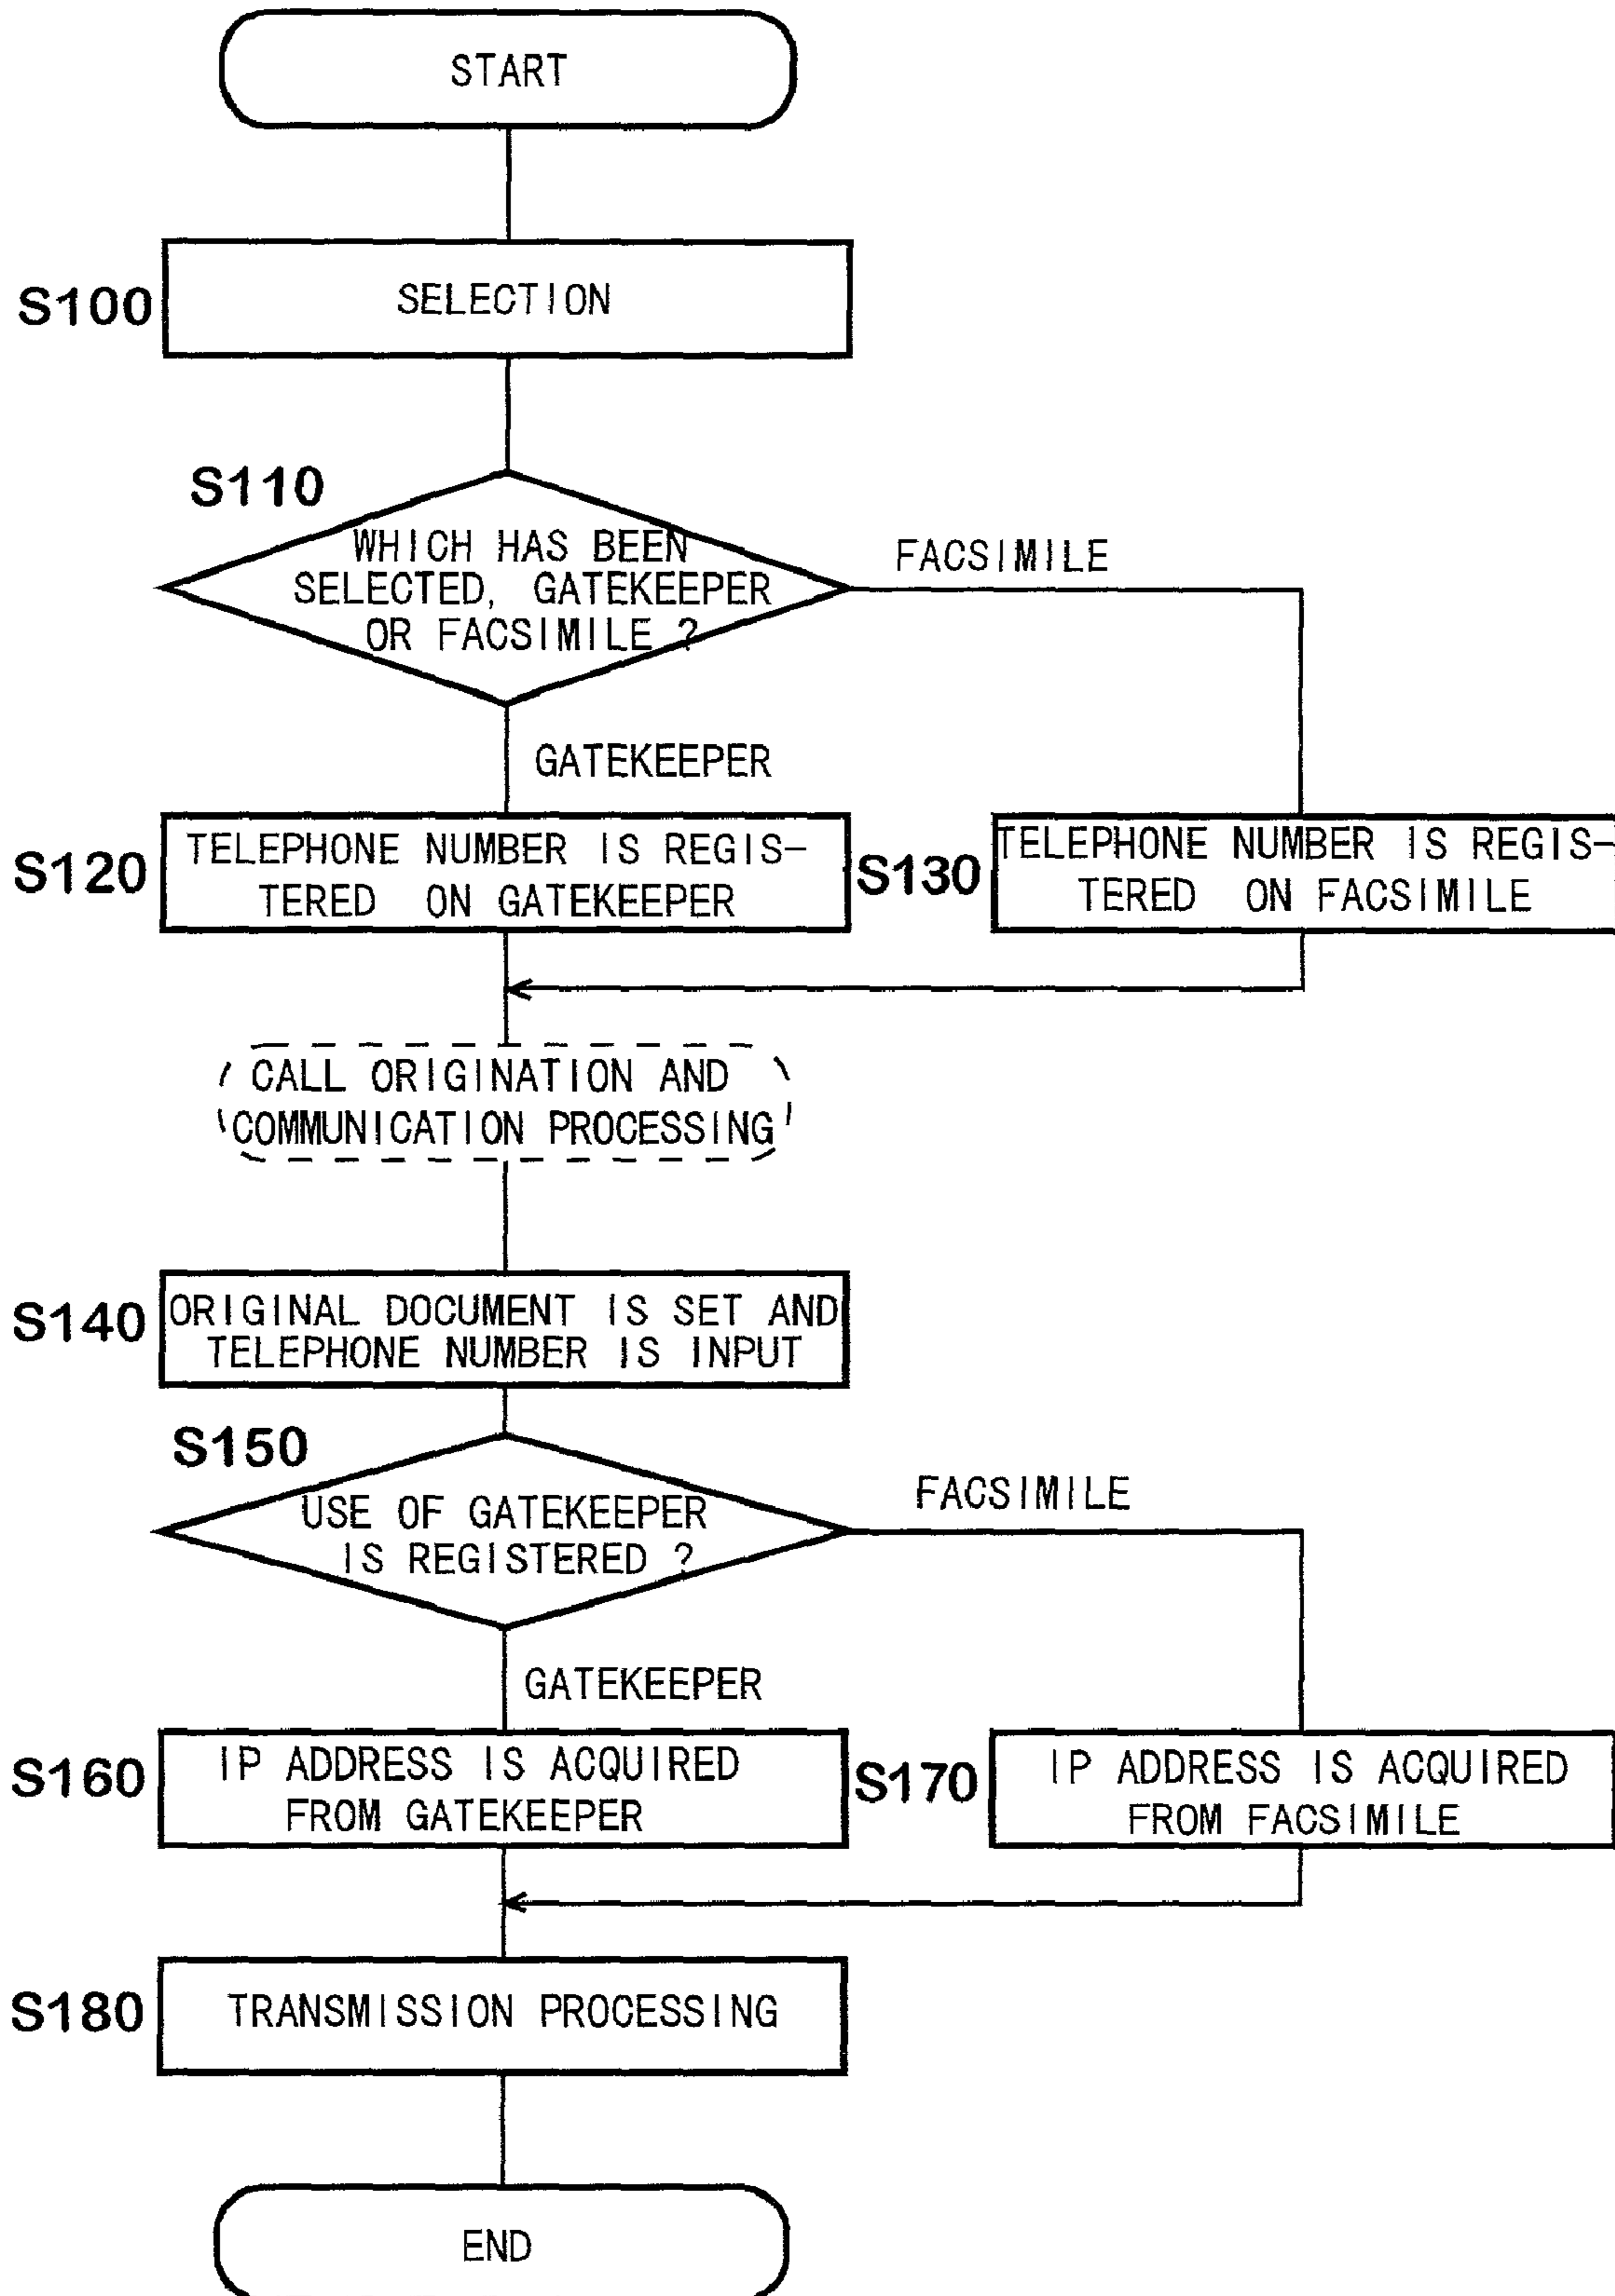 START
S100
SELECTION
S110
WHICH HAS BEEN
SELECTED, GATEKEEPER
OR FACSIMILE ?
FACSIMILE
GATEKEEPER
S120
TELEPHONE NUMBER IS REGIS-
TERED ON GATEKEEPER
S130
TELEPHONE NUMBER IS REGIS-
TERED ON FACSIMILE
CALL ORIGINATION AND
COMMUNICATION PROCESSING
S140
ORIGINAL DOCUMENT IS SET AND
TELEPHONE NUMBER IS INPUT
S150
USE OF GATEKEEPER
IS REGISTERED ?
FACSIMILE
GATEKEEPER
S160
IP ADDRESS IS ACQUIRED
FROM GATEKEEPER
S170
IP ADDRESS IS ACQUIRED
FROM FACSIMILE
S180
TRANSMISSION PROCESSING
END